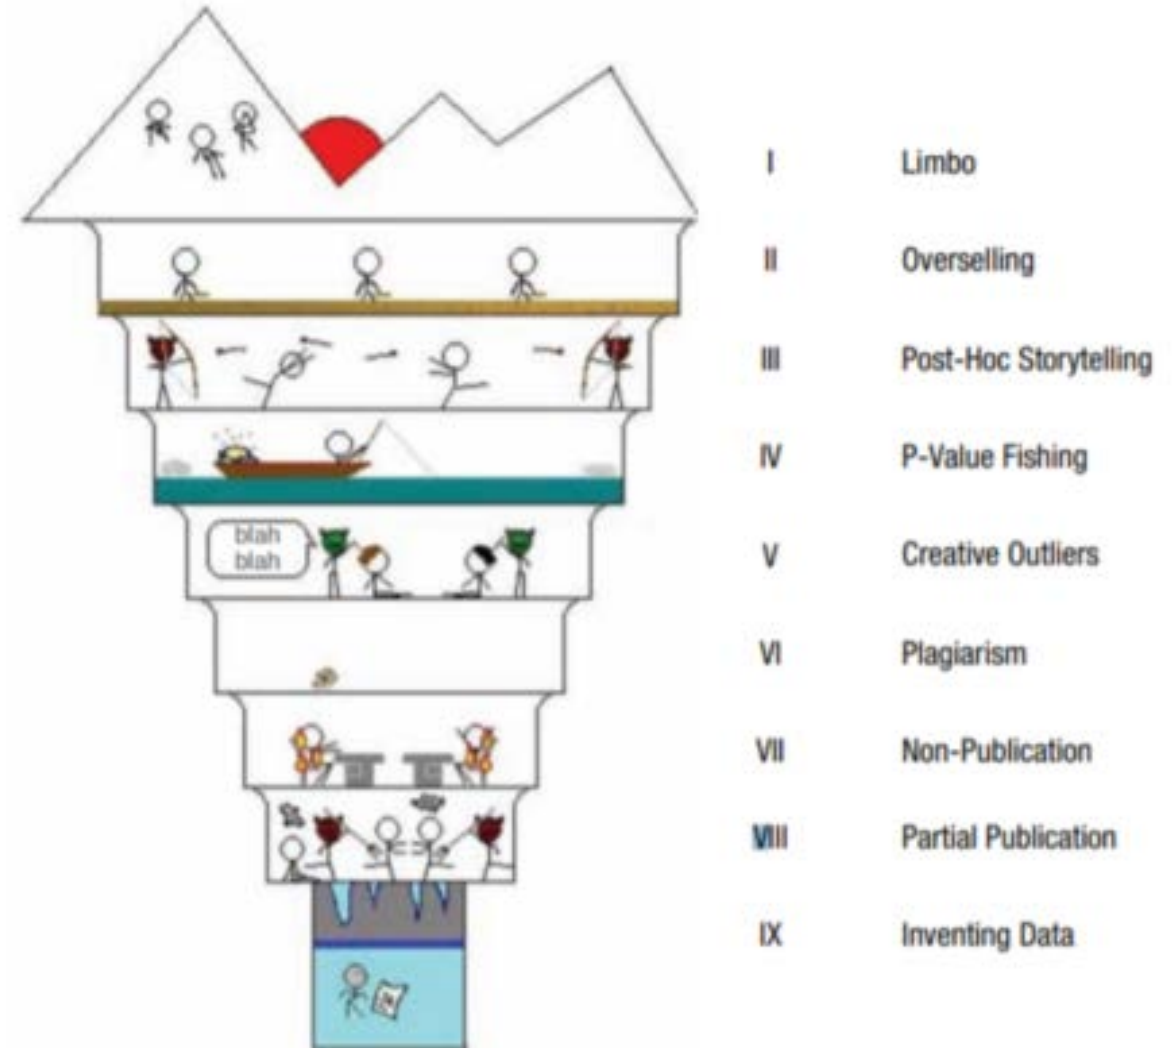 I Limbo
II Overselling
III Post-Hoc Storytelling
IV P-Value Fishing
blah
blah
V Creative Outliers
VI Plagiarism
VII Non-Publication
VIII Partial Publication
IX Inventing Data